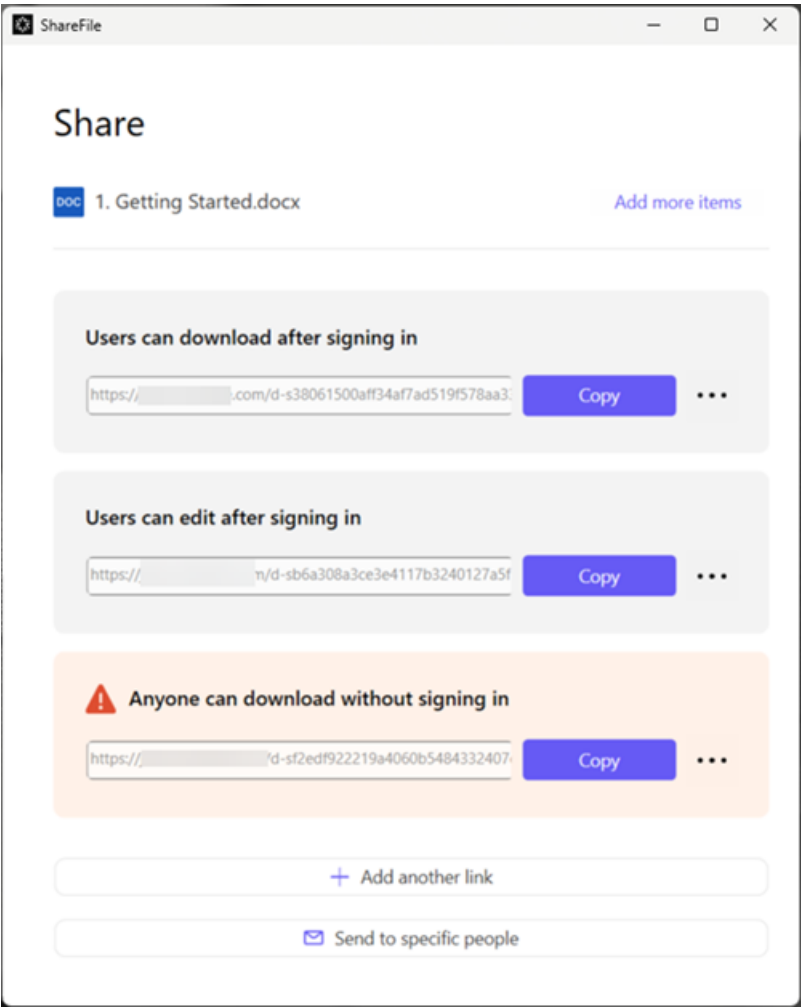 ShareFile
Share
DOC 1. Getting Started.docx Add more items
Users can download after signing in
https:// .com/d-s38061500aff34af7ad519f578aa3 Copy
Users can edit after signing in
https:// /d-sb6a308a3ce3e4117b3240127a5f Copy
Anyone can download without signing in
https:// /d-sf2edf922219a4060b5484332407 Copy
Add another link
Send to specific people